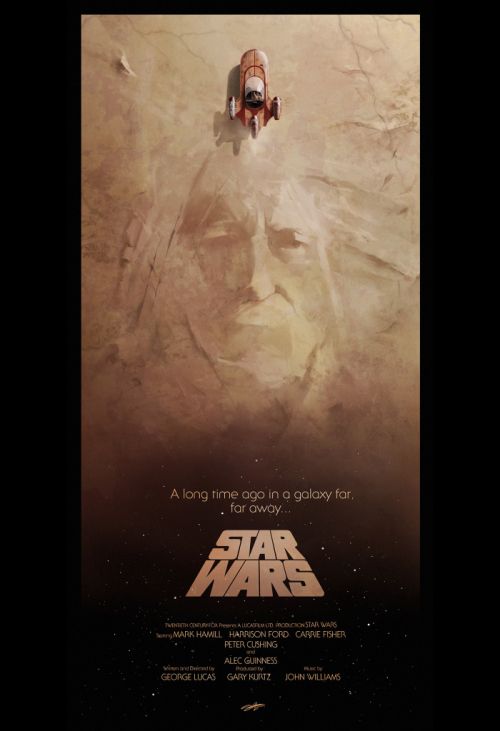 A long time ago in a galaxy far,
far away...
STAR
WARS
TWENTIETH CENTURY-FOX Presents A LUCASFILM LTD. PRODUCTION STAR WARS
Starring MARK HAMILL HARRISON FORD CARRIE FISHER
PETER CUSHING
and
ALEC GUINNESS
Written and Directed by Produced by Music by
GEORGE LUCAS GARY KURTZ JOHN WILLIAMS